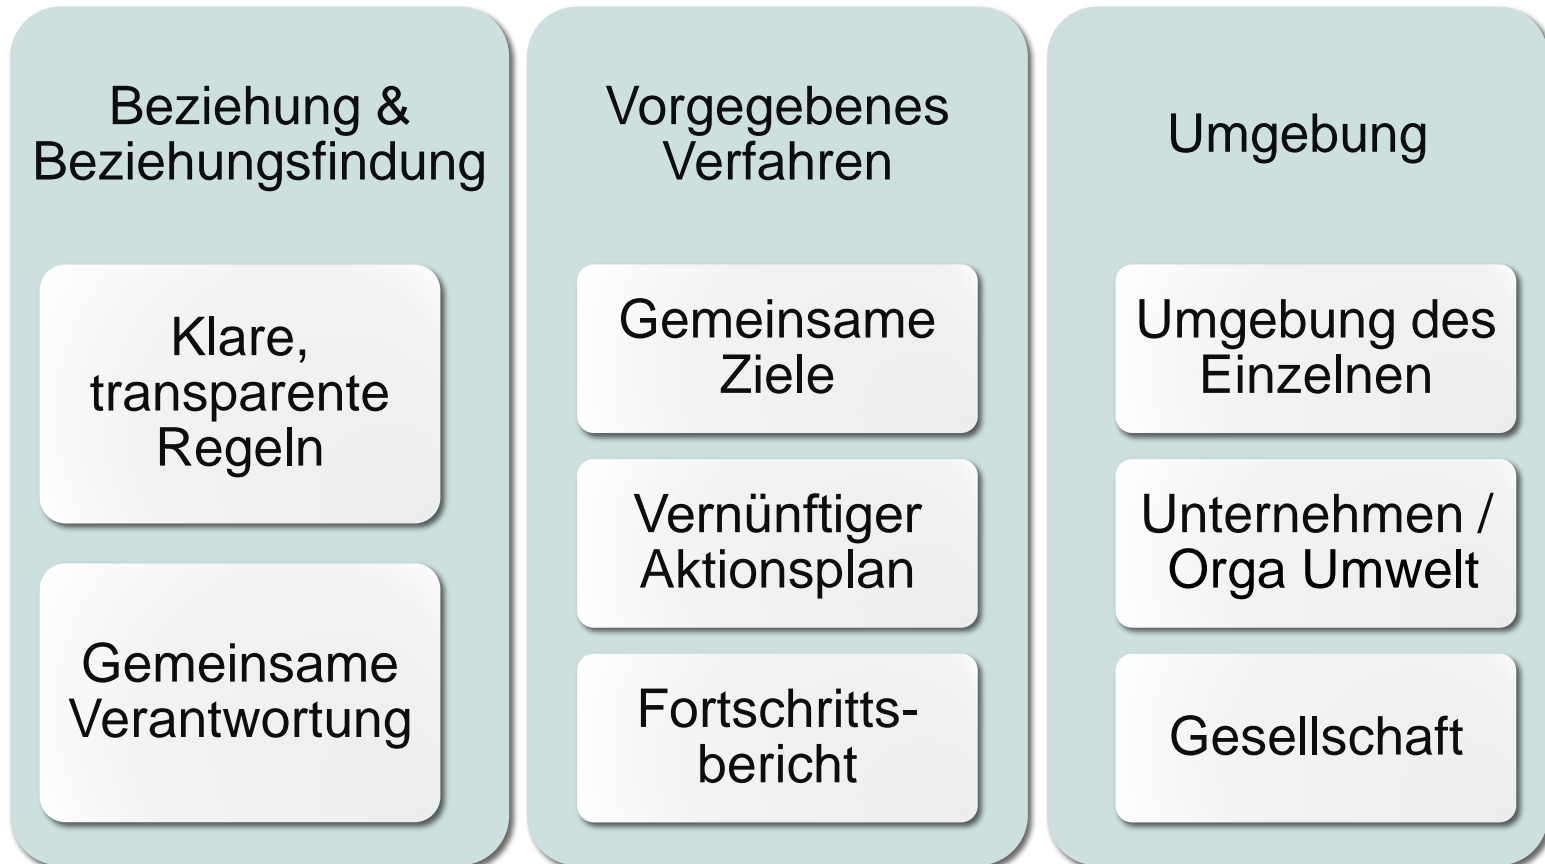 Beziehung &
Beziehungsfindung
Klare,
transparente
Regeln
Gemeinsame
Verantwortung
Vorgegebenes
Verfahren
Gemeinsame
Ziele
Vernünftiger
Aktionsplan
Fortschritts-
bericht
Umgebung
Umgebung des
Einzelnen
Unternehmen /
Orga Umwelt
Gesellschaft